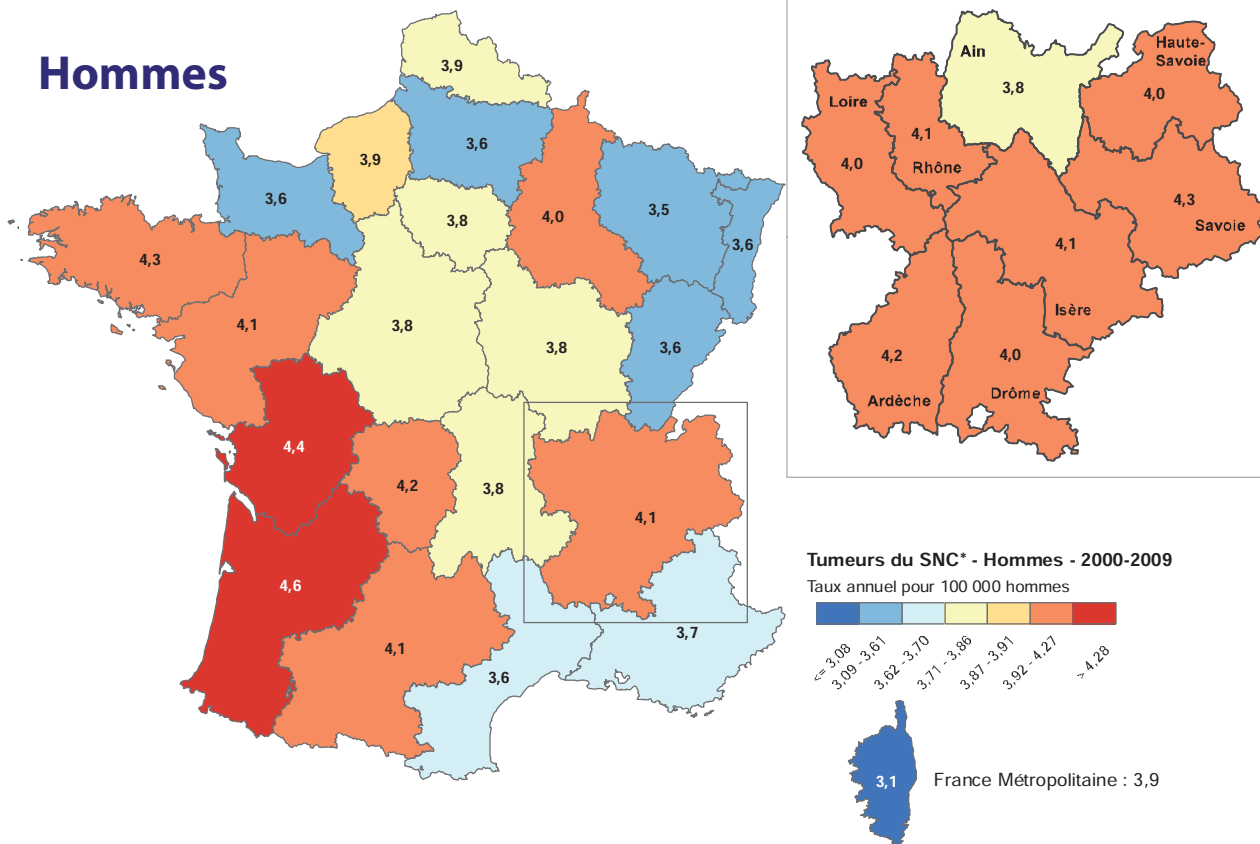 Hommes
3,9
3,6
3,9
3,6
3,8
4,0
3,5
3,6
4,3
4,1
3,8
3,8
3,6
4,4
4,2
3,8
4,1
4,6
4,1
3,6
3,7
Ain
3,8
Haute-
Savoie
4,0
Loire
4,0
4,1
Rhône
4,3
Savoie
4,1
Isère
4,2
Ardèche
4,0
Drôme
Tumeurs du SNC* - Hommes - 2000-2009
Taux annuel pour 100 000 hommes
<= 3,08
3,09 - 3,61
3,62 - 3,70
3,71 - 3,86
3,87 - 3,91
3,92 - 4,27
> 4,28
3,1
France Métropolitaine : 3,9